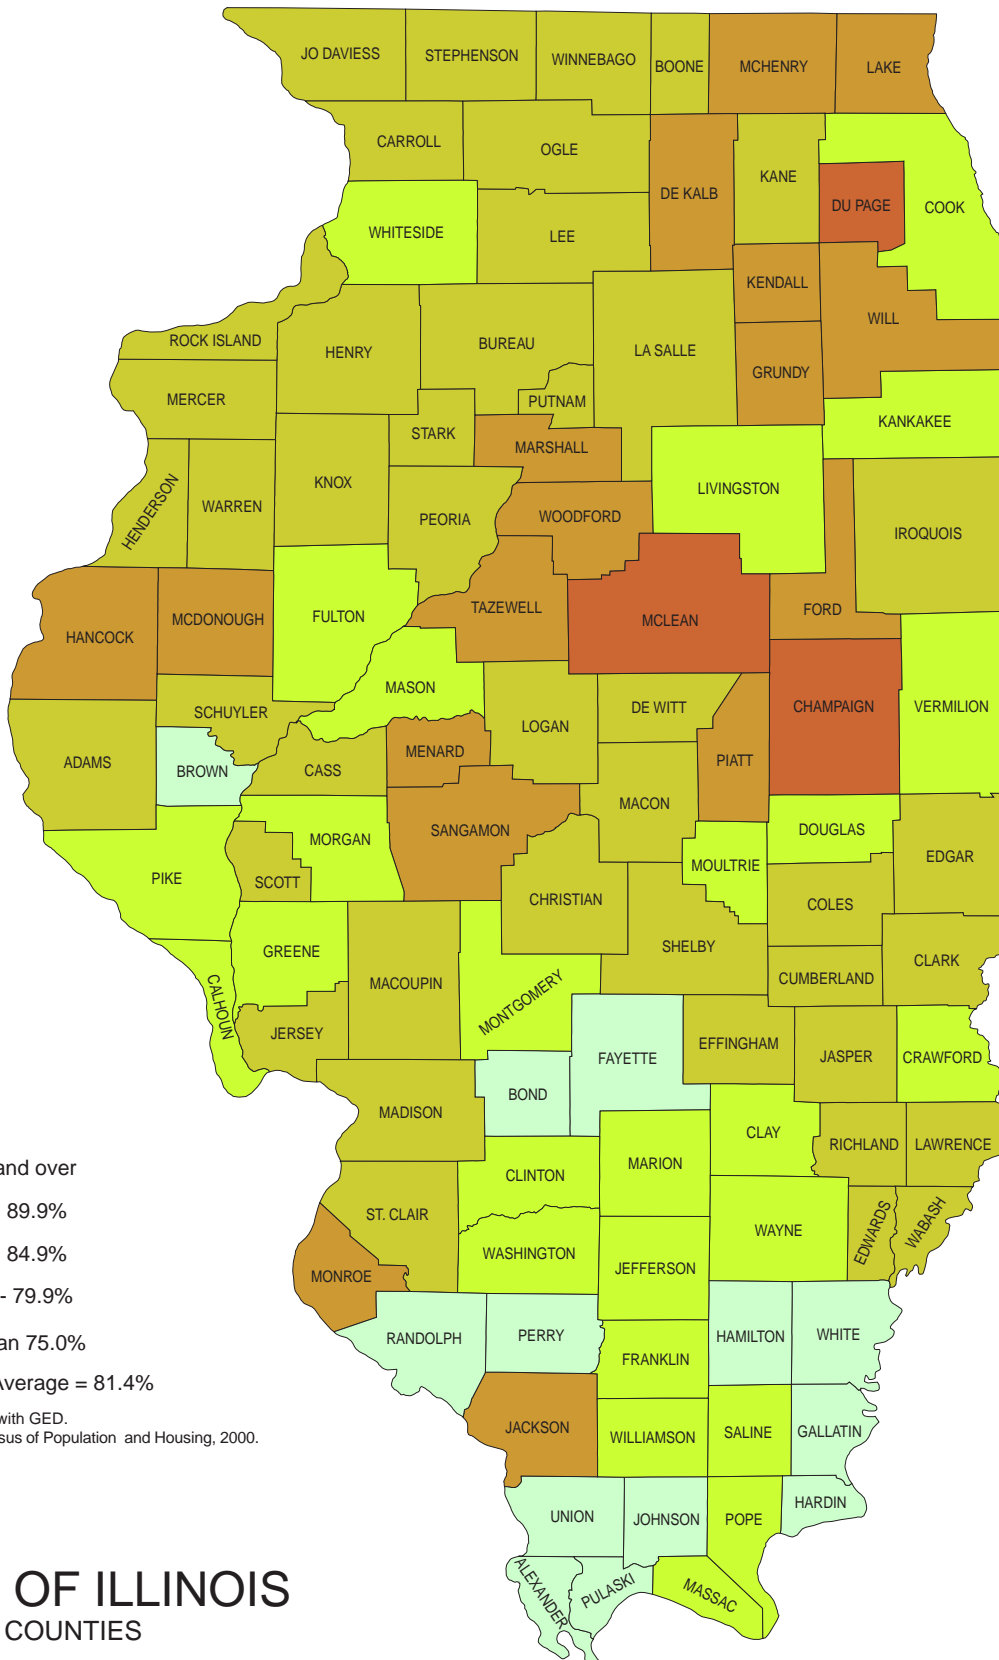 JO DAVIESS
STEPHENSON
WINNEBAGO
BOONE
MCHENRY
LAKE
CARROLL
OGLE
DE KALB
KANE
DU PAGE
COOK
WHITESIDE
LEE
KENDALL
WILL
ROCK ISLAND
HENRY
BUREAU
LA SALLE
GRUNDY
MERCER
PUTNAM
KANKAKEE
STARK
MARSHALL
HENDERSON
WARREN
KNOX
PEORIA
WOODFORD
LIVINGSTON
IROQUOIS
HANCOCK
MCDONOUGH
FULTON
TAZEWELL
MCLEAN
FORD
MASON
SCHUYLER
LOGAN
DE WITT
CHAMPAIGN
VERMILION
ADAMS
BROWN
CASS
MENARD
PIATT
MACON
SANGAMON
MORGAN
DOUGLAS
PIKE
SCOTT
CHRISTIAN
MOULTRIE
EDGAR
COLES
GREENE
MACOUPIN
MONTGOMERY
SHELBY
CUMBERLAND
CLARK
CALHOUN
JERSEY
FAYETTE
EFFINGHAM
JASPER
CRAWFORD
MADISON
BOND
CLAY
RICHLAND
LAWRENCE
and over
89.9%
84.9%
- 79.9%
an 75.0%
Average = 81.4%
with GED.
sus of Population and Housing, 2000.
CLINTON
MARION
ST. CLAIR
WASHINGTON
JEFFERSON
WAYNE
EDWARDS
WABASH
MONROE
RANDOLPH
PERRY
HAMILTON
WHITE
FRANKLIN
JACKSON
WILLIAMSON
SALINE
GALLATIN
UNION
JOHNSON
POPE
HARDIN
ALEXANDER
PULASKI
MASSAC
OF ILLINOIS
COUNTIES